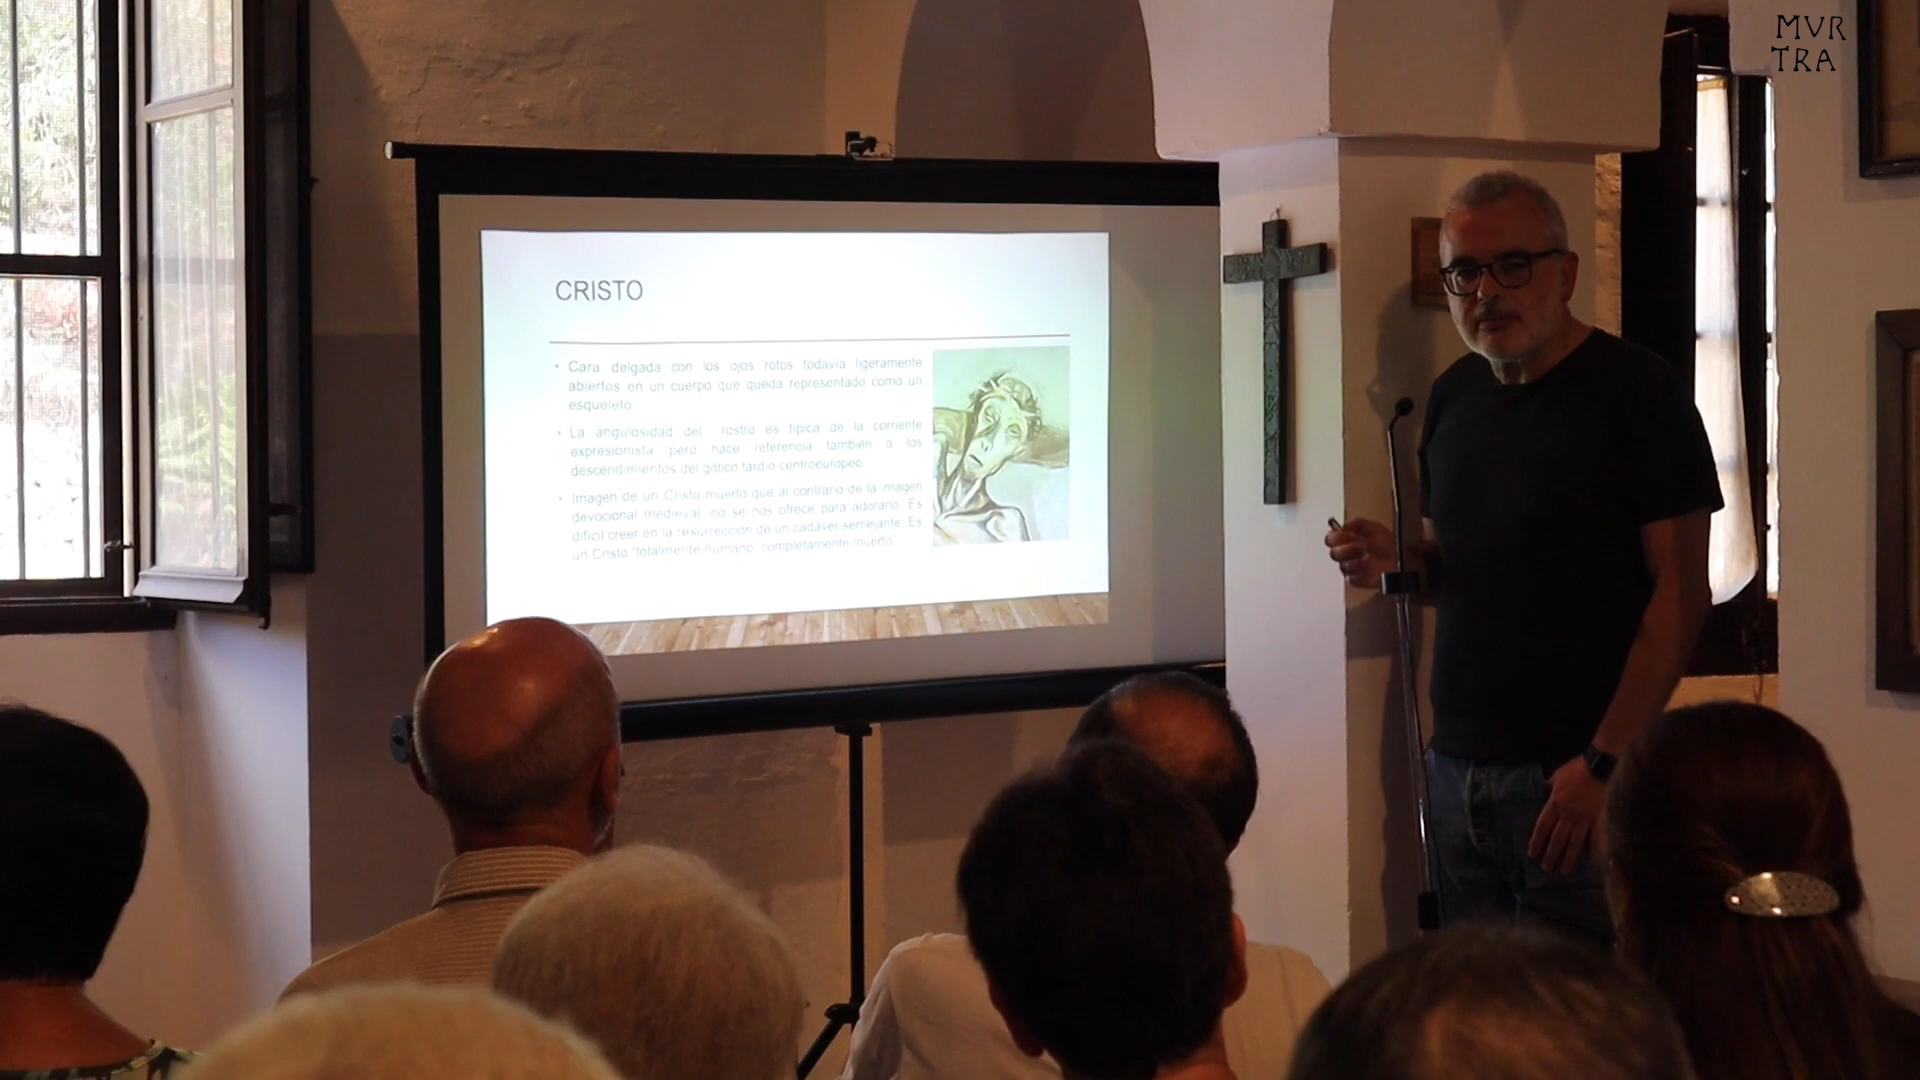 MVR
TRA
CRISTO
• Cara delgada con los ojos rotos todavía ligeramente
abiertos en un cuerpo que queda representado como un
esqueleto
• La angulosidad del rostro es típica de la corriente
expresionista pero hace referencia también a los
descendimientos del gótico tardío centroeuropeo
• Imagen de un Cristo muerto que al contrario de la imagen
devocional medieval, no se nos ofrece para adorarlo. Es
difícil creer en la resurrección de un cadáver semejante. Es
un Cristo "totalmente humano, completamente muerto"